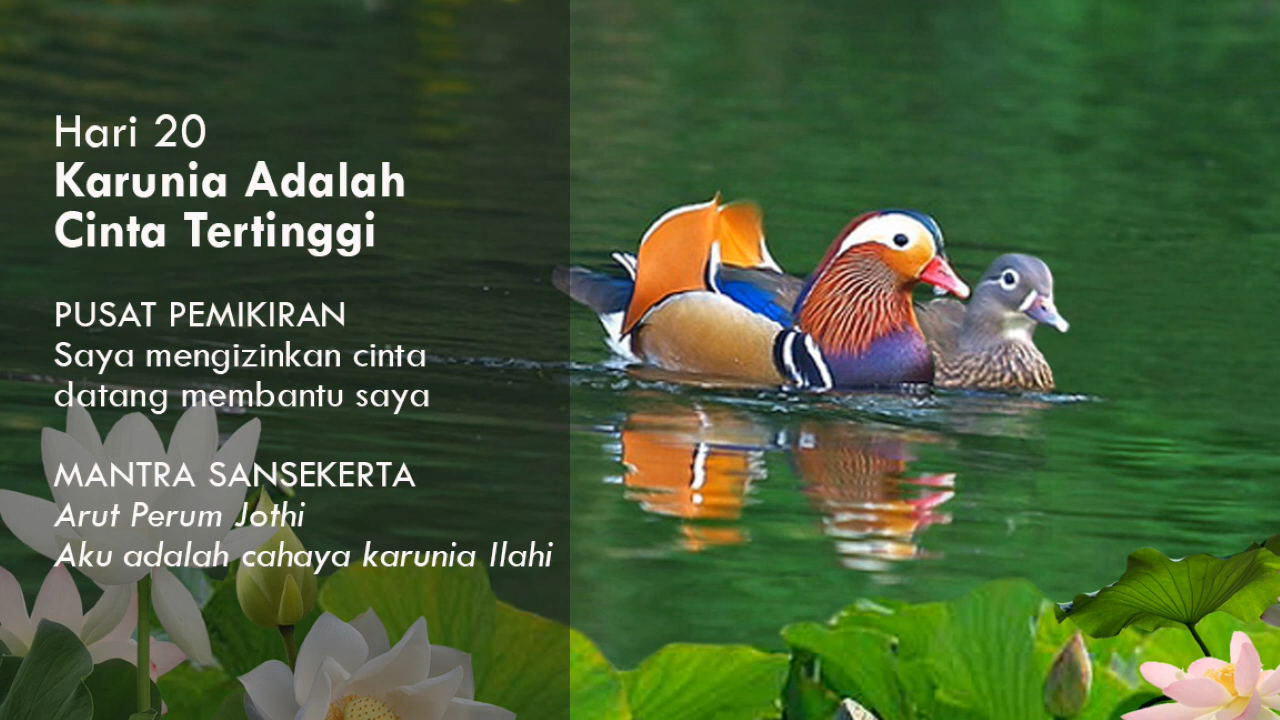 Hari 20
Karunia Adalah
Cinta Tertinggi
PUSAT PEMIKIRAN
Saya mengizinkan cinta
datang membantu saya
MANTRA SANSEKERTA
Arut Perum Jothi
Aku adalah cahaya karunia Ilahi